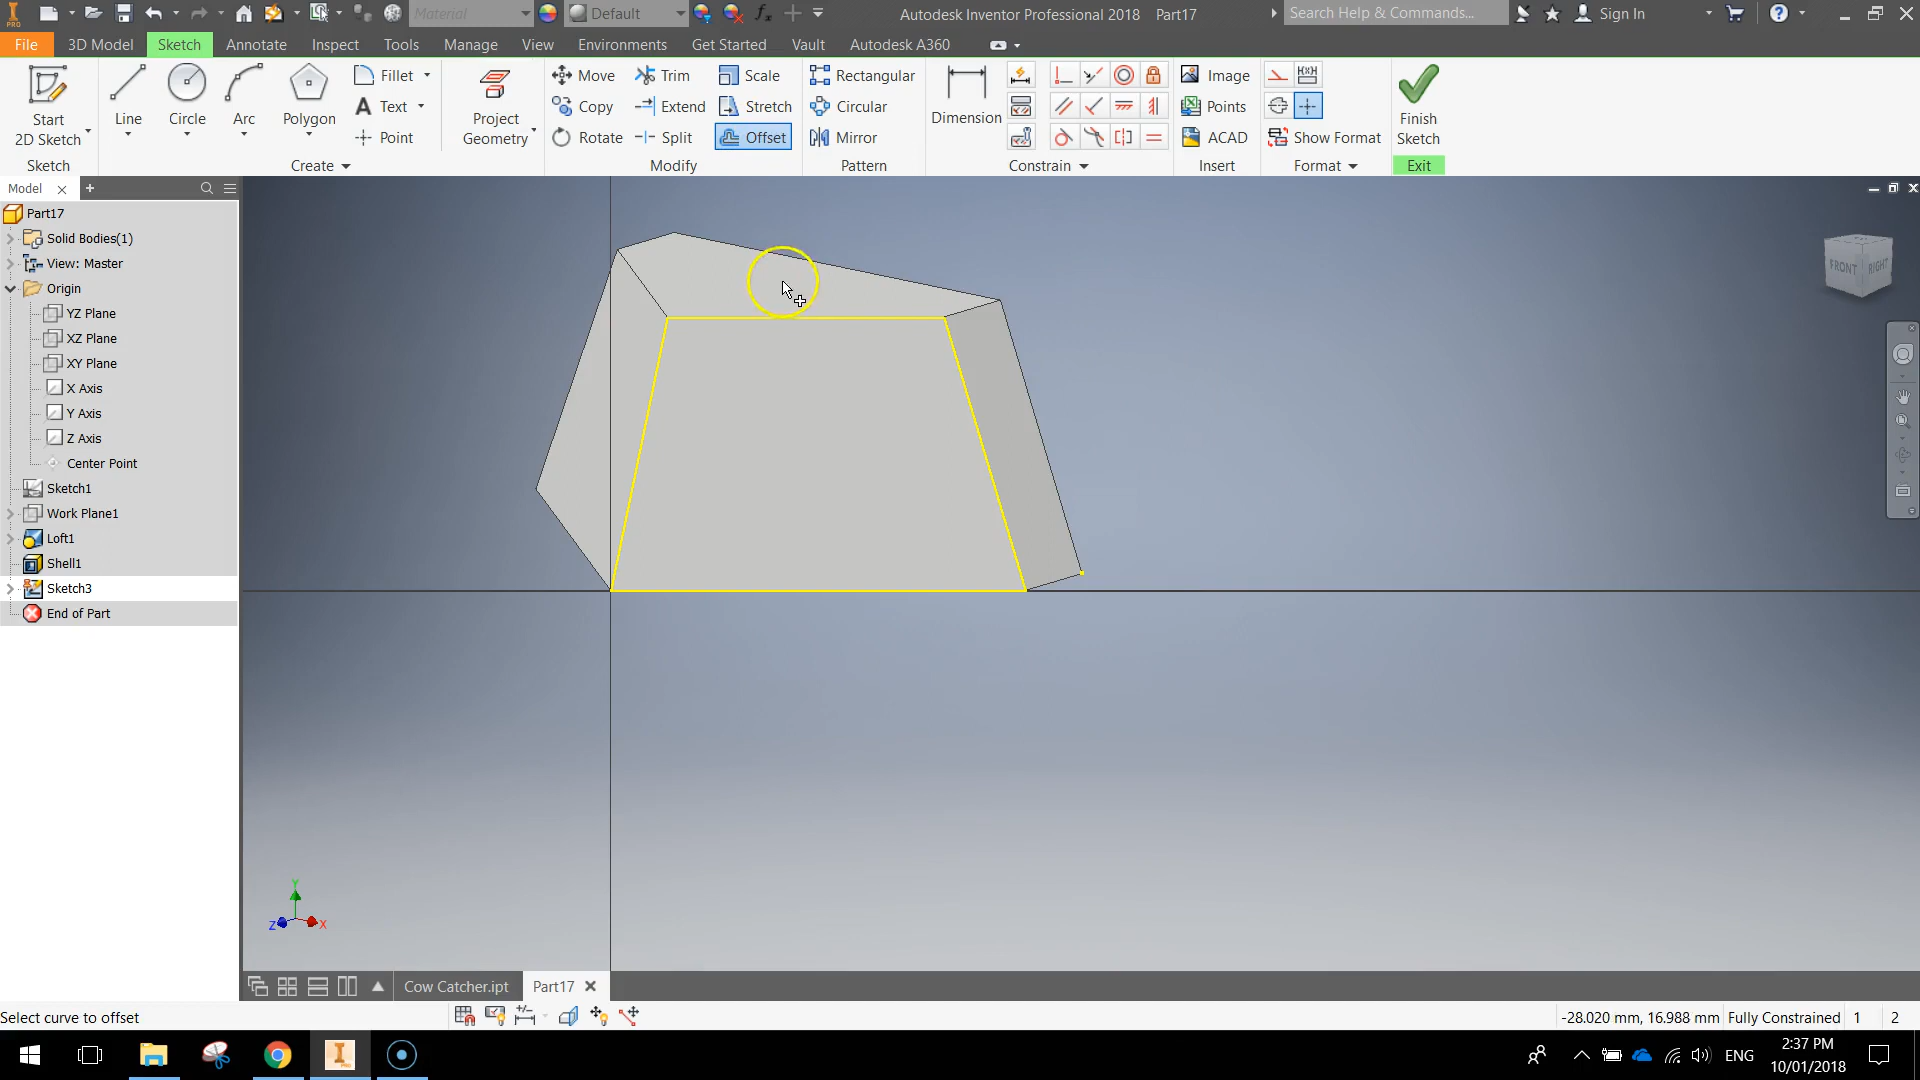 PRO Material Default Autodesk Inventor Professional 2018 Part17 Search Help & Commands... Sign In
File 3D Model Sketch Annotate Inspect Tools Manage View Environments Get Started Vault Autodesk A360
Fillet Move Trim Scale Rectangular Image
Text Copy Extend Stretch Circular Points
Start 2D Sketch Line Circle Arc Polygon Point Project Geometry Rotate Split Offset Mirror Dimension ACAD Show Format Finish Sketch
Sketch Create Modify Pattern Constrain Insert Format Exit
Model
Part17
Solid Bodies(1)
View: Master
Origin
YZ Plane
XZ Plane
XY Plane
X Axis
Y Axis
Z Axis
Center Point
Sketch1
Work Plane1
Loft1
Shell1
Sketch3
End of Part
FRONT RIGHT
Y
Z X
Cow Catcher.ipt Part17
Select curve to offset -28.020 mm, 16.988 mm Fully Constrained 1 2
ENG 2:37 PM
10/01/2018